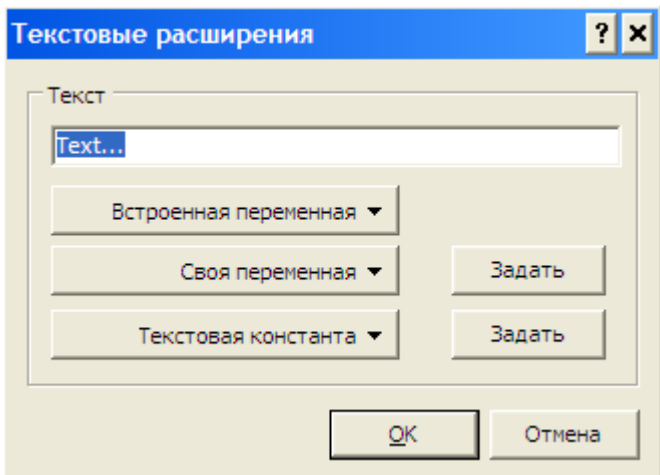 Текстовые расширения
Текст
Text...
Встроенная переменная
Своя переменная Задать
Текстовая константа Задать
OK Отмена